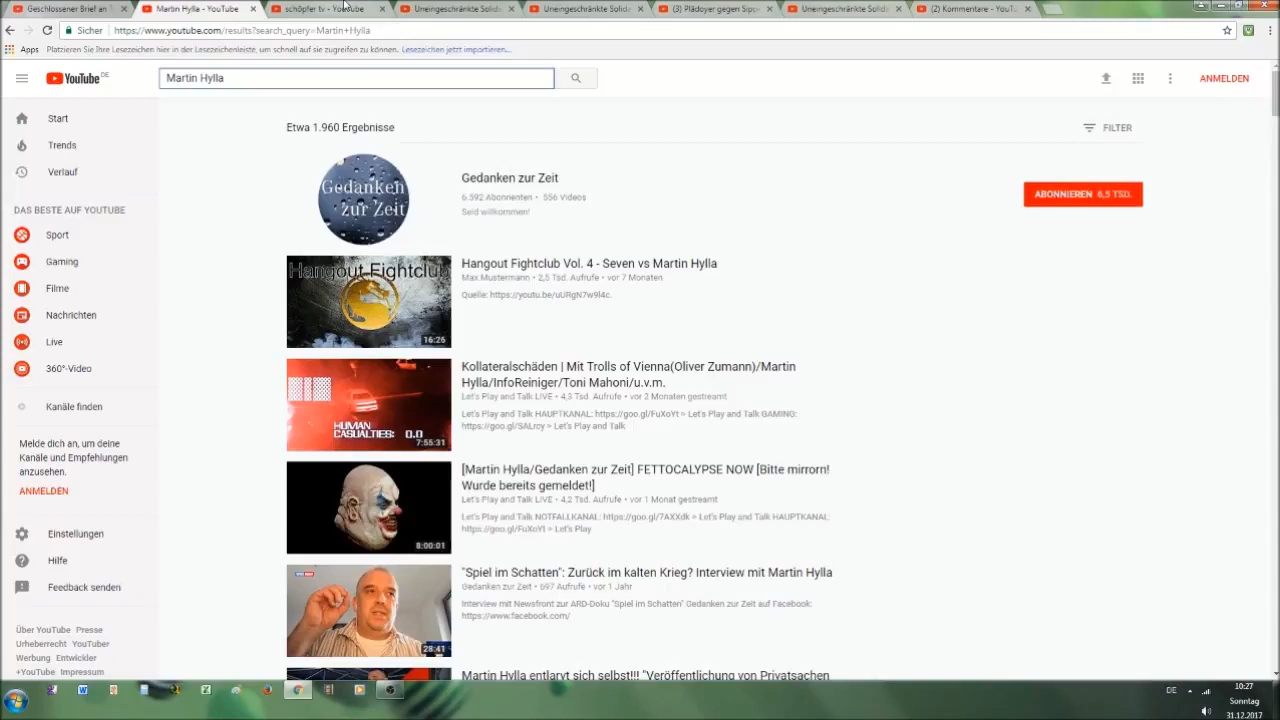 Geschlossener Brief an
Martin Hylla - YouTube
schöpfer tv - YouTube
Uneingeschränkte Solida
Uneingeschränkte Solida
(3) Plädoyer gegen Sipp
Uneingeschränkte Solida
(2) Kommentare - YouT
Sicher
https://www.youtube.com/results?search_query=Martin+Hylla
Apps
Platzieren Sie Ihre Lesezeichen hier in der Lesezeichenleiste, um schnell auf sie zugreifen zu können.
Lesezeichen jetzt importieren...
YouTube DE
Martin Hylla
ANMELDEN
Start
Trends
Verlauf
DAS BESTE AUF YOUTUBE
Sport
Gaming
Filme
Nachrichten
Live
360°-Video
Kanäle finden
Melde dich an, um deine
Kanäle und Empfehlungen
anzusehen.
ANMELDEN
Einstellungen
Hilfe
Feedback senden
Über YouTube Presse
Urheberrecht YouTuber
Werbung Entwickler
+YouTube Impressum
Etwa 1.960 Ergebnisse
FILTER
Gedanken
zur Zeit
Gedanken zur Zeit
6.592 Abonnenten • 556 Videos
Seid willkommen!
ABONNIEREN 6,5 TSD.
Hangout Fightclub
16:26
Hangout Fightclub Vol. 4 - Seven vs Martin Hylla
Max Mustermann • 2,5 Tsd. Aufrufe • vor 7 Monaten
Quelle: https://youtu.be/uURgN7w9l4c.
HUMAN
CASUALTIES: 0.0
7:55:31
Kollateralschäden | Mit Trolls of Vienna(Oliver Zumann)/Martin
Hylla/InfoReiniger/Toni Mahoni/u.v.m.
Let's Play and Talk LIVE • 4,3 Tsd. Aufrufe • vor 2 Monaten gestreamt
Let's Play and Talk HAUPTKANAL: https://goo.gl/FuXoYt > Let's Play and Talk GAMING:
https://goo.gl/SALrcy > Let's Play and Talk
8:00:01
[Martin Hylla/Gedanken zur Zeit] FETTOCALYPSE NOW [Bitte mirrorn!
Wurde bereits gemeldet!]
Let's Play and Talk LIVE • 4,2 Tsd. Aufrufe • vor 1 Monat gestreamt
Let's Play and Talk NOTFALLKANAL: https://goo.gl/7AXXdk > Let's Play and Talk HAUPTKANAL:
https://goo.gl/FuXoYt > Let's Play
28:41
"Spiel im Schatten": Zurück im kalten Krieg? Interview mit Martin Hylla
Gedanken zur Zeit • 697 Aufrufe • vor 1 Jahr
Interview mit Newsfront zur ARD-Doku "Spiel im Schatten" Gedanken zur Zeit auf Facebook:
https://www.facebook.com/
Martin Hylla entlarvt sich selbst!!! "Veröffentlichung von Privatsachen
DE
10:27
Sonntag
31.12.2017